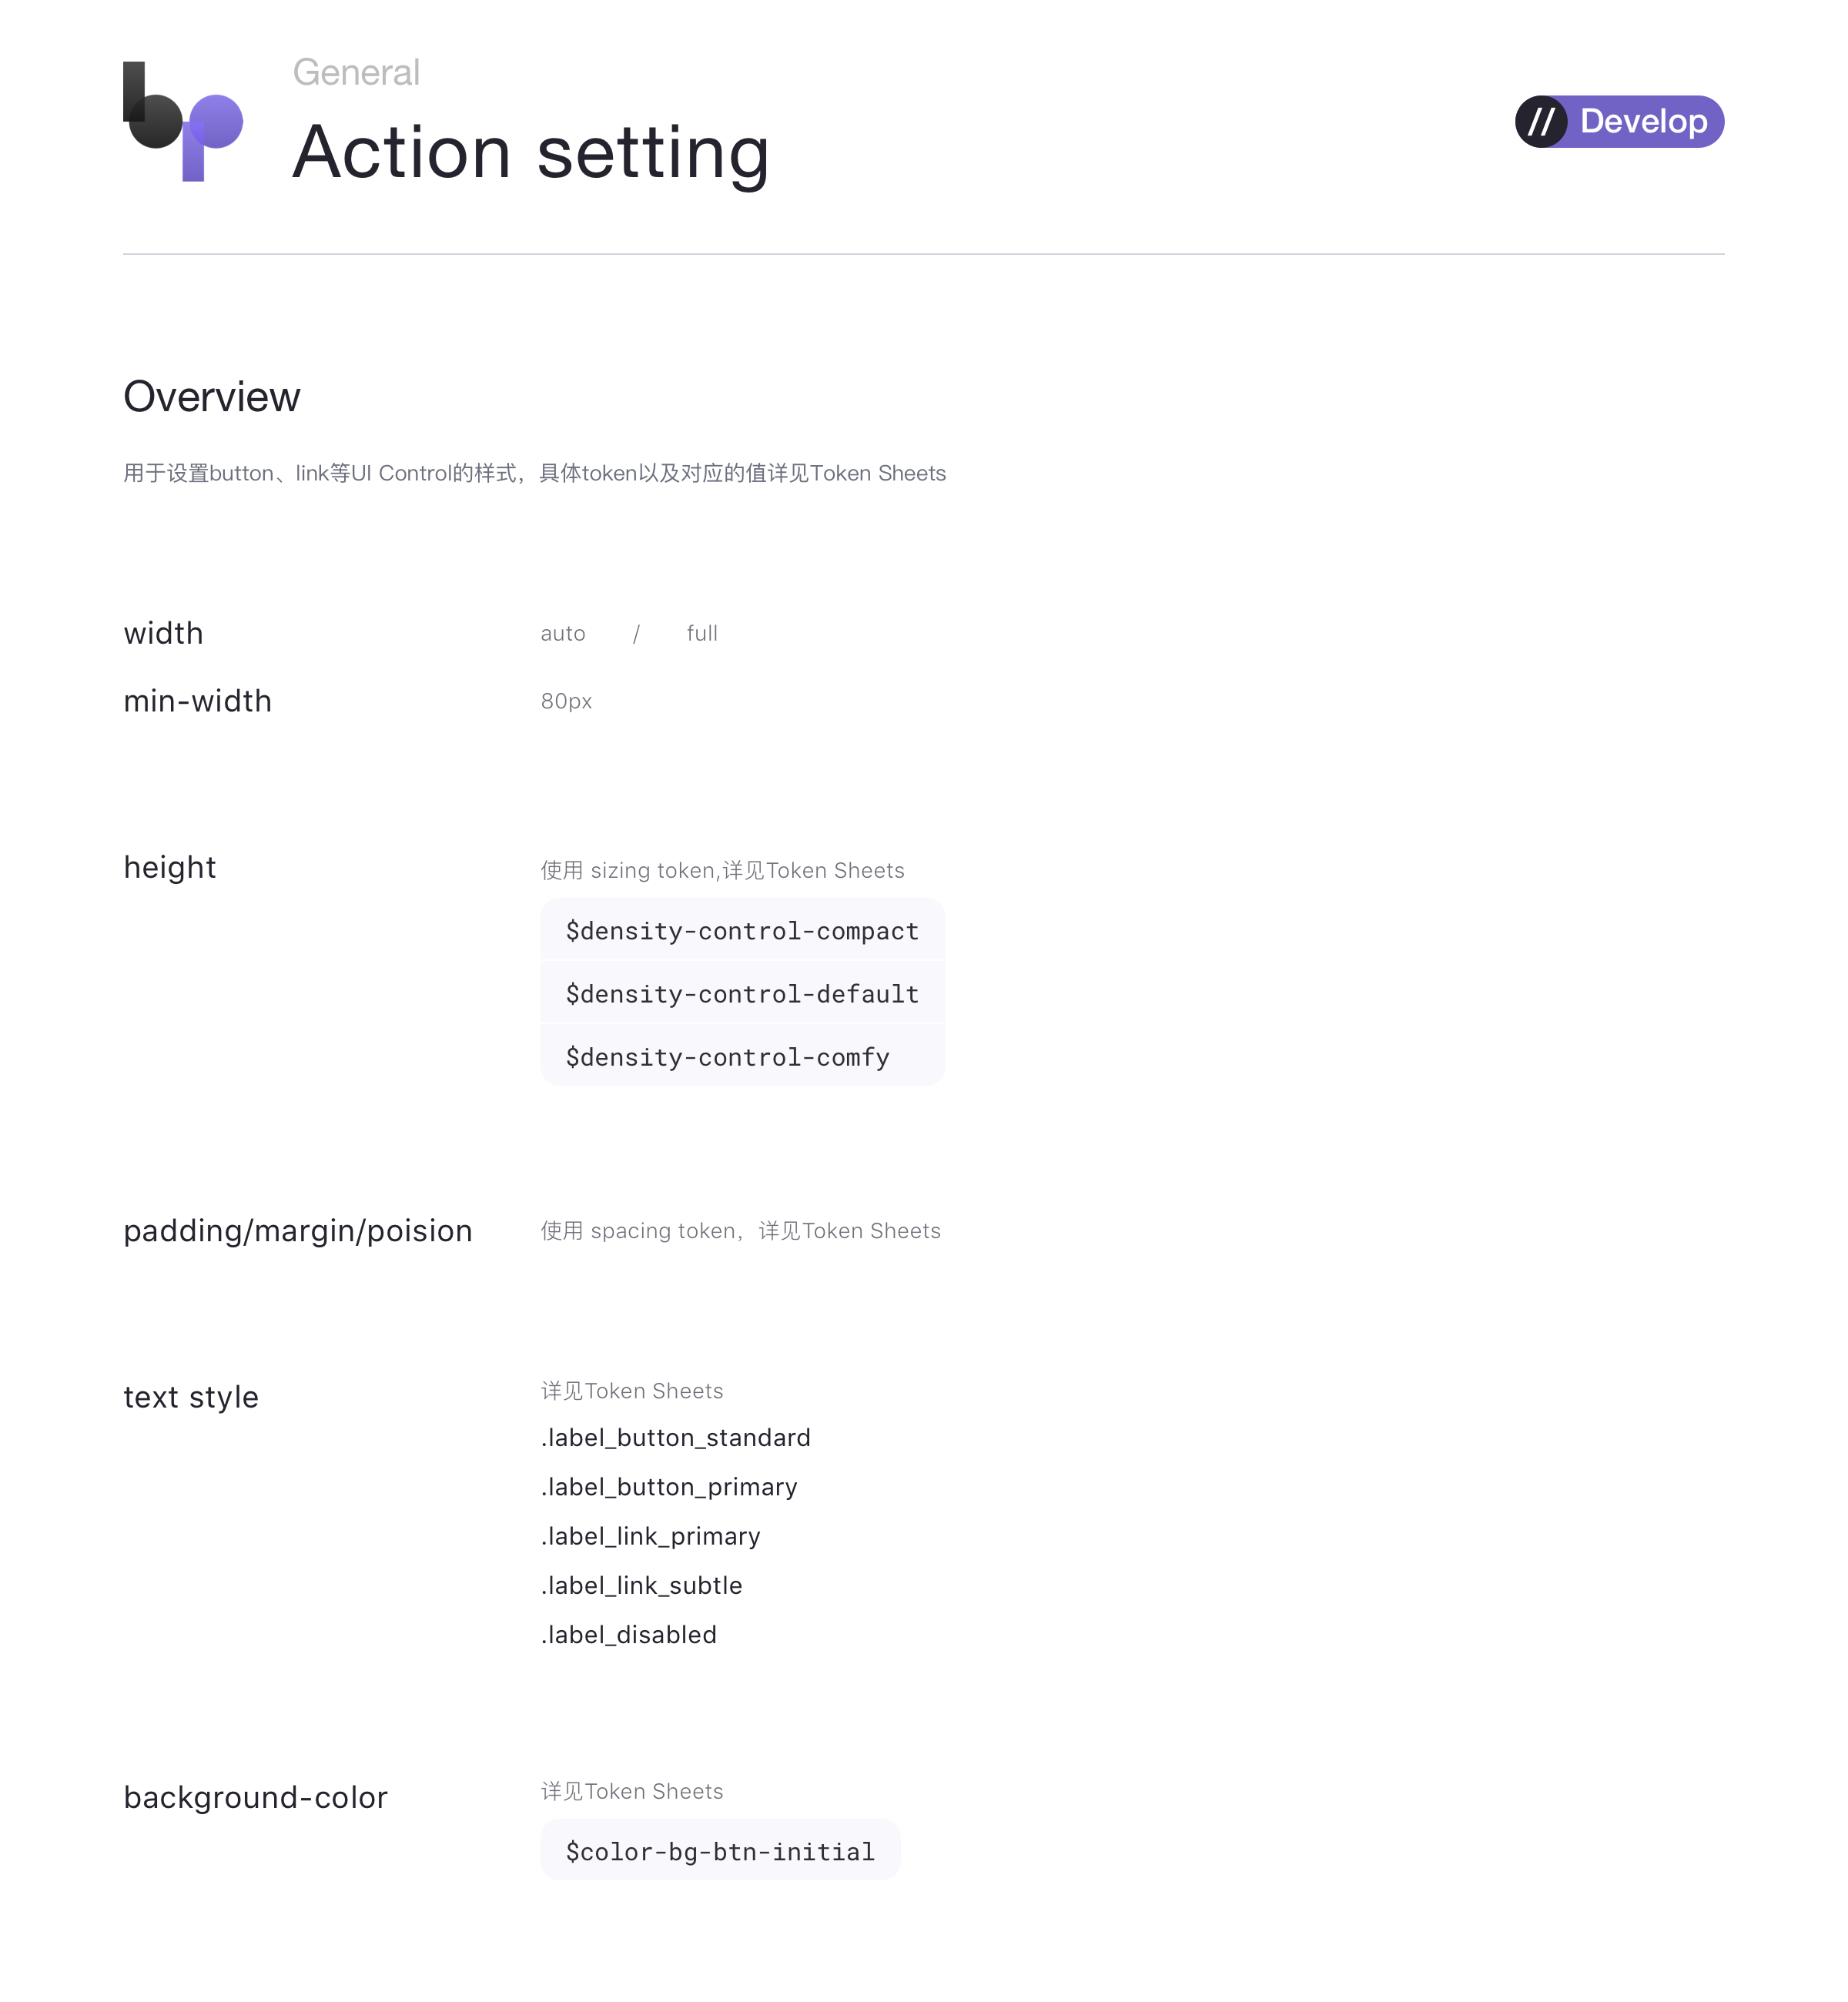 bp
General
Action setting
// Develop
Overview
用于设置button、link等UI Control的样式，具体token以及对应的值详见Token Sheets
width
auto / full
min-width
80px
height
使用 sizing token,详见Token Sheets
$density-control-compact
$density-control-default
$density-control-comfy
padding/margin/poision
使用 spacing token，详见Token Sheets
text style
详见Token Sheets
.label_button_standard
.label_button_primary
.label_link_primary
.label_link_subtle
.label_disabled
background-color
详见Token Sheets
$color-bg-btn-initial